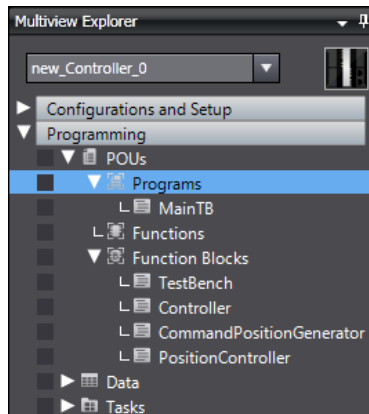 Multiview Explorer
new_Controller_0
Configurations and Setup
Programming
POUs
Programs
MainTB
Functions
Function Blocks
TestBench
Controller
CommandPositionGenerator
PositionController
Data
Tasks